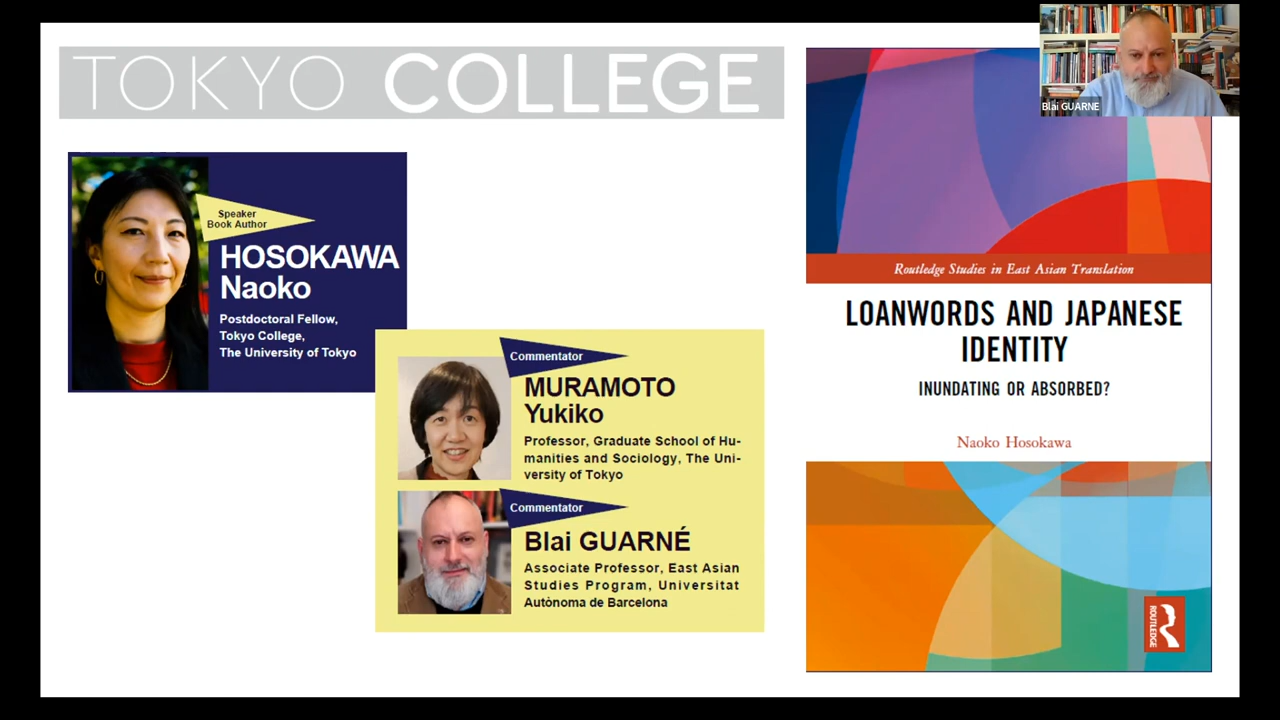 TOKYO COLLEGE
Speaker
Book Author
HOSOKAWA
Naoko
Postdoctoral Fellow,
Tokyo College,
The University of Tokyo
Commentator
MURAMOTO
Yukiko
Professor, Graduate School of Hu-
manities and Sociology, The Uni-
versity of Tokyo
Commentator
Blai GUARNÉ
Associate Professor, East Asian
Studies Program, Universitat
Autònoma de Barcelona
Blai GUARNE
Routledge Studies in East Asian Translation
LOANWORDS AND JAPANESE
IDENTITY
INUNDATING OR ABSORBED?
Naoko Hosokawa
ROUTLEDGE